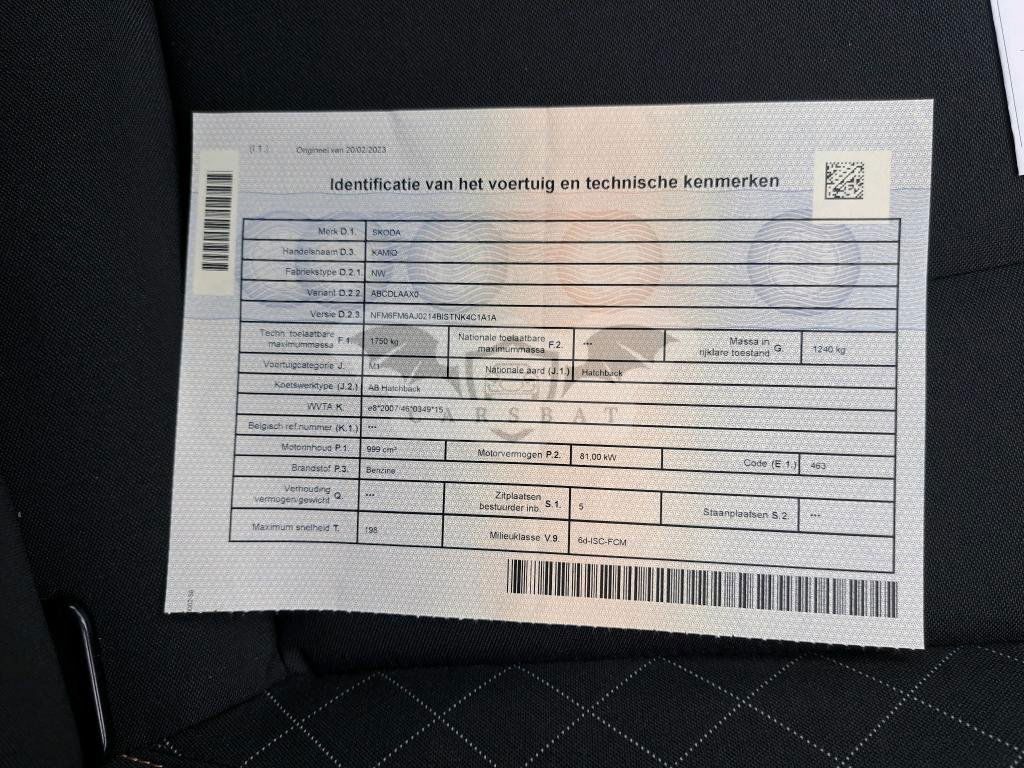 (I.1.) Origineel van 20/02/2023
Identificatie van het voertuig en technische kenmerken
Merk D.1. SKODA
Handelsnaam D.3. KAMIQ
Fabriekstype D.2.1. NW
Variant D.2.2. ABCDLAAX0
Versie D.2.3. NFM6FM6AJ0214BISTNK4C1A1A
Techn. toelaatbare maximummassa F.1. 1750 kg Nationale toelaatbare maximummassa F.2. --- Massa in rijklare toestand G. 1240 kg
Voertuigcategorie J. M1 Nationale aard (J.1.) Hatchback
Koetswerktype (J.2.) AB Hatchback
WVTA K. e8*2007/46*0349*15
CARSBAT
Belgisch ref.nummer (K.1.) ---
Motorinhoud P.1. 999 cm³ Motorvermogen P.2. 81,00 kW Code (E.1.) 463
Brandstof P.3. Benzine
Verhouding vermogen/gewicht Q. --- Zitplaatsen bestuurder inb. S.1. 5 Staanplaatsen S.2. ---
Maximum snelheid T. 198 Milieuklasse V.9. 6d-ISC-FCM